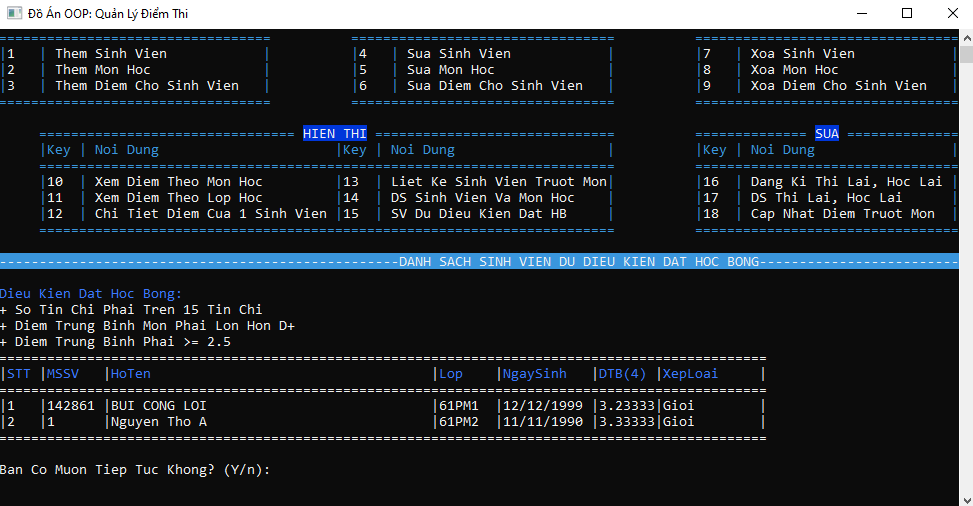 Đồ Án OOP: Quản Lý Điểm Thi
|1 | Them Sinh Vien | |4 | Sua Sinh Vien | |7 | Xoa Sinh Vien |
|2 | Them Mon Hoc | |5 | Sua Mon Hoc | |8 | Xoa Mon Hoc |
|3 | Them Diem Cho Sinh Vien | |6 | Sua Diem Cho Sinh Vien | |9 | Xoa Diem Cho Sinh Vien |
HIEN THI SUA
|Key | Noi Dung |Key | Noi Dung | |Key | Noi Dung |
|10 | Xem Diem Theo Mon Hoc |13 | Liet Ke Sinh Vien Truot Mon| |16 | Dang Ki Thi Lai, Hoc Lai |
|11 | Xem Diem Theo Lop Hoc |14 | DS Sinh Vien Va Mon Hoc | |17 | DS Thi Lai, Hoc Lai |
|12 | Chi Tiet Diem Cua 1 Sinh Vien |15 | SV Du Dieu Kien Dat HB | |18 | Cap Nhat Diem Truot Mon |
DANH SACH SINH VIEN DU DIEU KIEN DAT HOC BONG
Dieu Kien Dat Hoc Bong:
+ So Tin Chi Phai Tren 15 Tin Chi
+ Diem Trung Binh Mon Phai Lon Hon D+
+ Diem Trung Binh Phai >= 2.5
|STT |MSSV |HoTen |Lop |NgaySinh |DTB(4) |XepLoai |
|1 |142861 |BUI CONG LOI |61PM1 |12/12/1999 |3.23333|Gioi |
|2 |1 |Nguyen Tho A |61PM2 |11/11/1990 |3.33333|Gioi |
Ban Co Muon Tiep Tuc Khong? (Y/n):